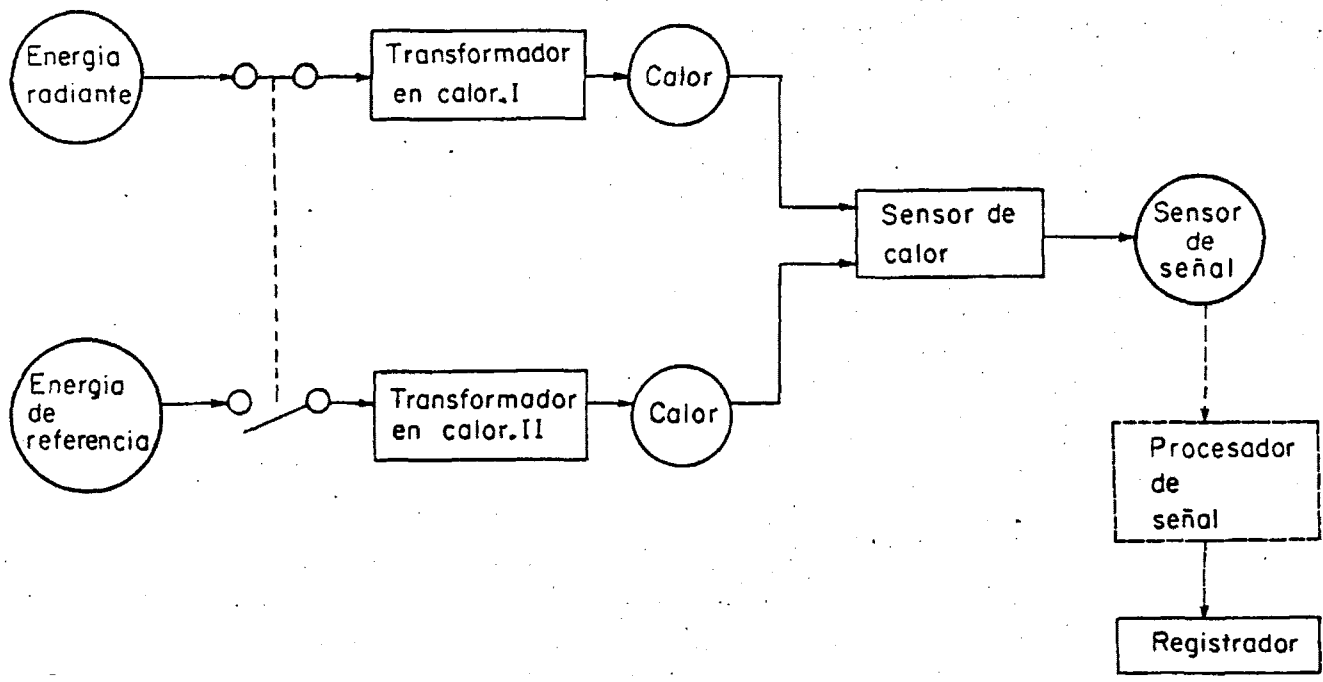 Energia
radiante
Transformador
en calor.I
Calor
Sensor de
calor
Sensor
de
señal
Energia
de
referencia
Transformador
en calor.II
Calor
Procesador
de
señal
Registrador